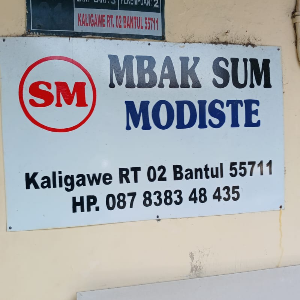 KALIGAWE RT. 02 BANTUL 55711
SM
MBAK SUM
MODISTE
Kaligawe RT 02 Bantul 55711
HP. 087 8383 48 435